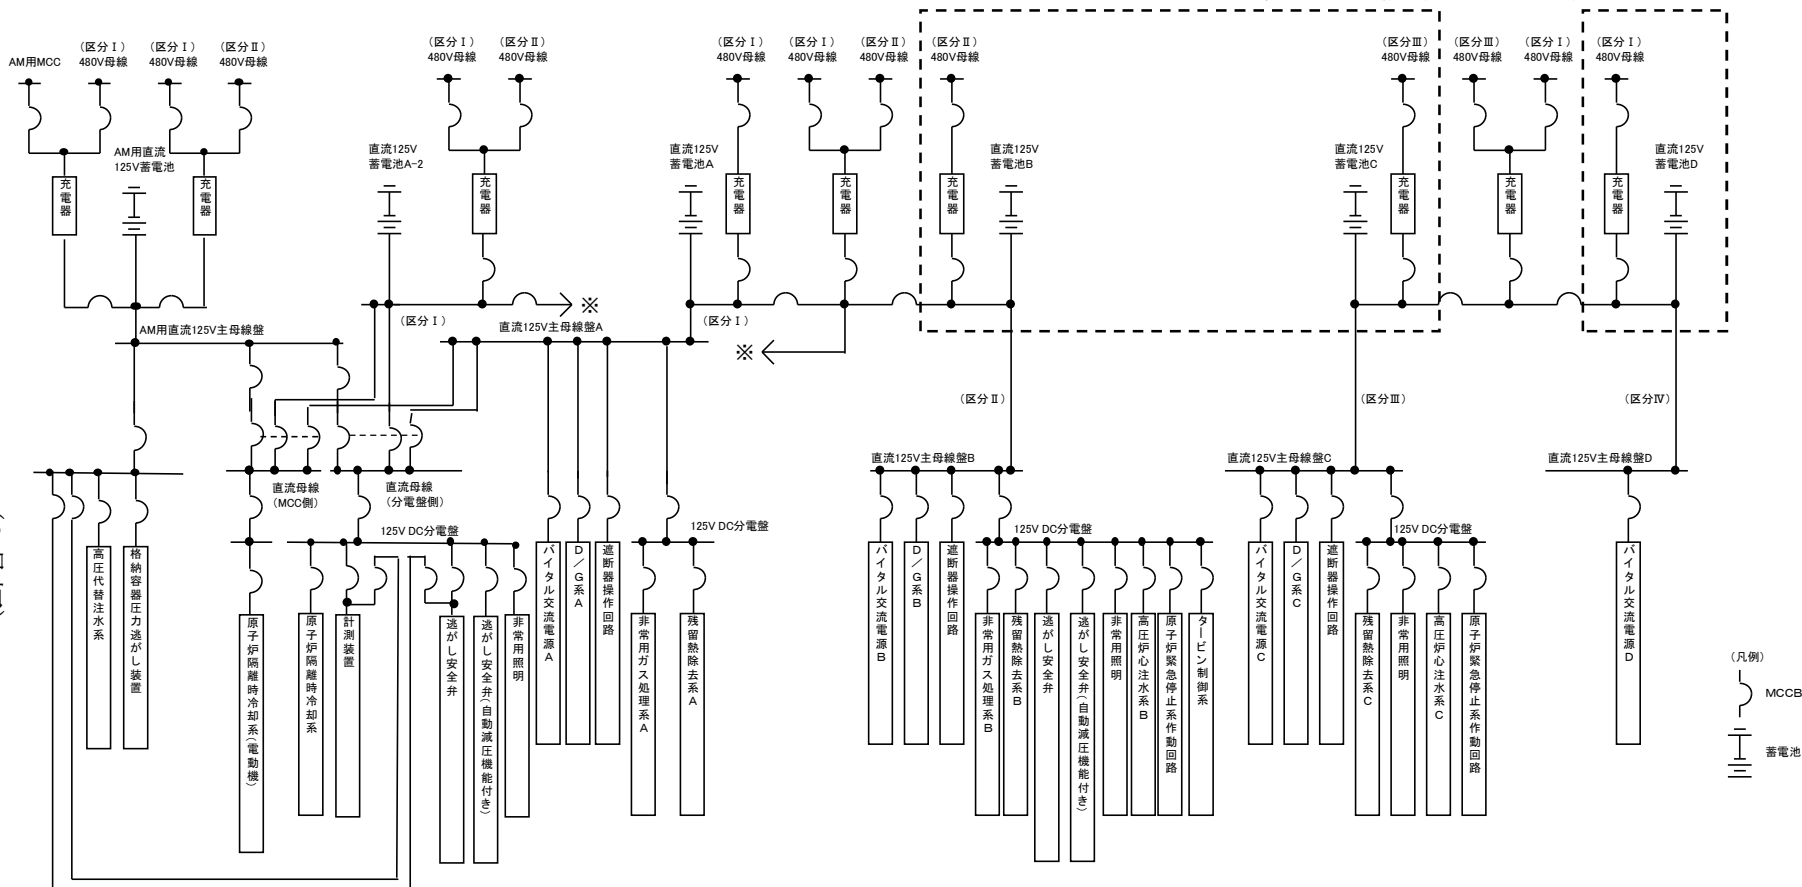 (区分Ⅰ)
(区分Ⅰ)
(区分Ⅱ)
AM用MCC
480V母線
480V母線
480V母線
(区分Ⅰ)
(区分Ⅱ)
480V母線
480V母線
(区分Ⅰ)
(区分Ⅰ)
(区分Ⅱ)
(区分Ⅱ)
480V母線
480V母線
480V母線
480V母線
(区分Ⅲ)
(区分Ⅲ)
(区分Ⅰ)
(区分Ⅰ)
480V母線
480V母線
480V母線
480V母線
AM用直流
125V蓄電池
直流125V
蓄電池A-2
直流125V
蓄電池A
直流125V
蓄電池B
直流125V
蓄電池C
直流125V
蓄電池D
充電器
充電器
充電器
充電器
充電器
充電器
充電器
充電器
充電器
※
AM用直流125V主母線盤
(区分Ⅰ)
直流125V主母線盤A
(区分Ⅰ)
※
(区分Ⅱ)
(区分Ⅲ)
(区分Ⅳ)
直流125V主母線盤B
直流125V主母線盤C
直流125V主母線盤D
直流母線
(MCC側)
直流母線
(分電盤側)
125V DC分電盤
125V DC分電盤
125V DC分電盤
125V DC分電盤
高圧代替注水系
格納容器圧力逃がし装置
原子炉隔離時冷却系(電動機)
原子炉隔離時冷却系
計測装置
逃がし安全弁
逃がし安全弁(自動減圧機能付き)
非常用照明
バイタル交流電源A
D/G系A
遮断器操作回路
非常用ガス処理系A
残留熱除去系A
バイタル交流電源B
D/G系B
遮断器操作回路
非常用ガス処理系B
残留熱除去系B
逃がし安全弁
逃がし安全弁(自動減圧機能付き)
非常用照明
高圧炉心注水系B
原子炉緊急停止系作動回路
タービン制御系
バイタル交流電源C
D/G系C
遮断器操作回路
残留熱除去系C
非常用照明
高圧炉心注水系C
原子炉緊急停止系作動回路
バイタル交流電源D
(凡例)
MCCB
蓄電池